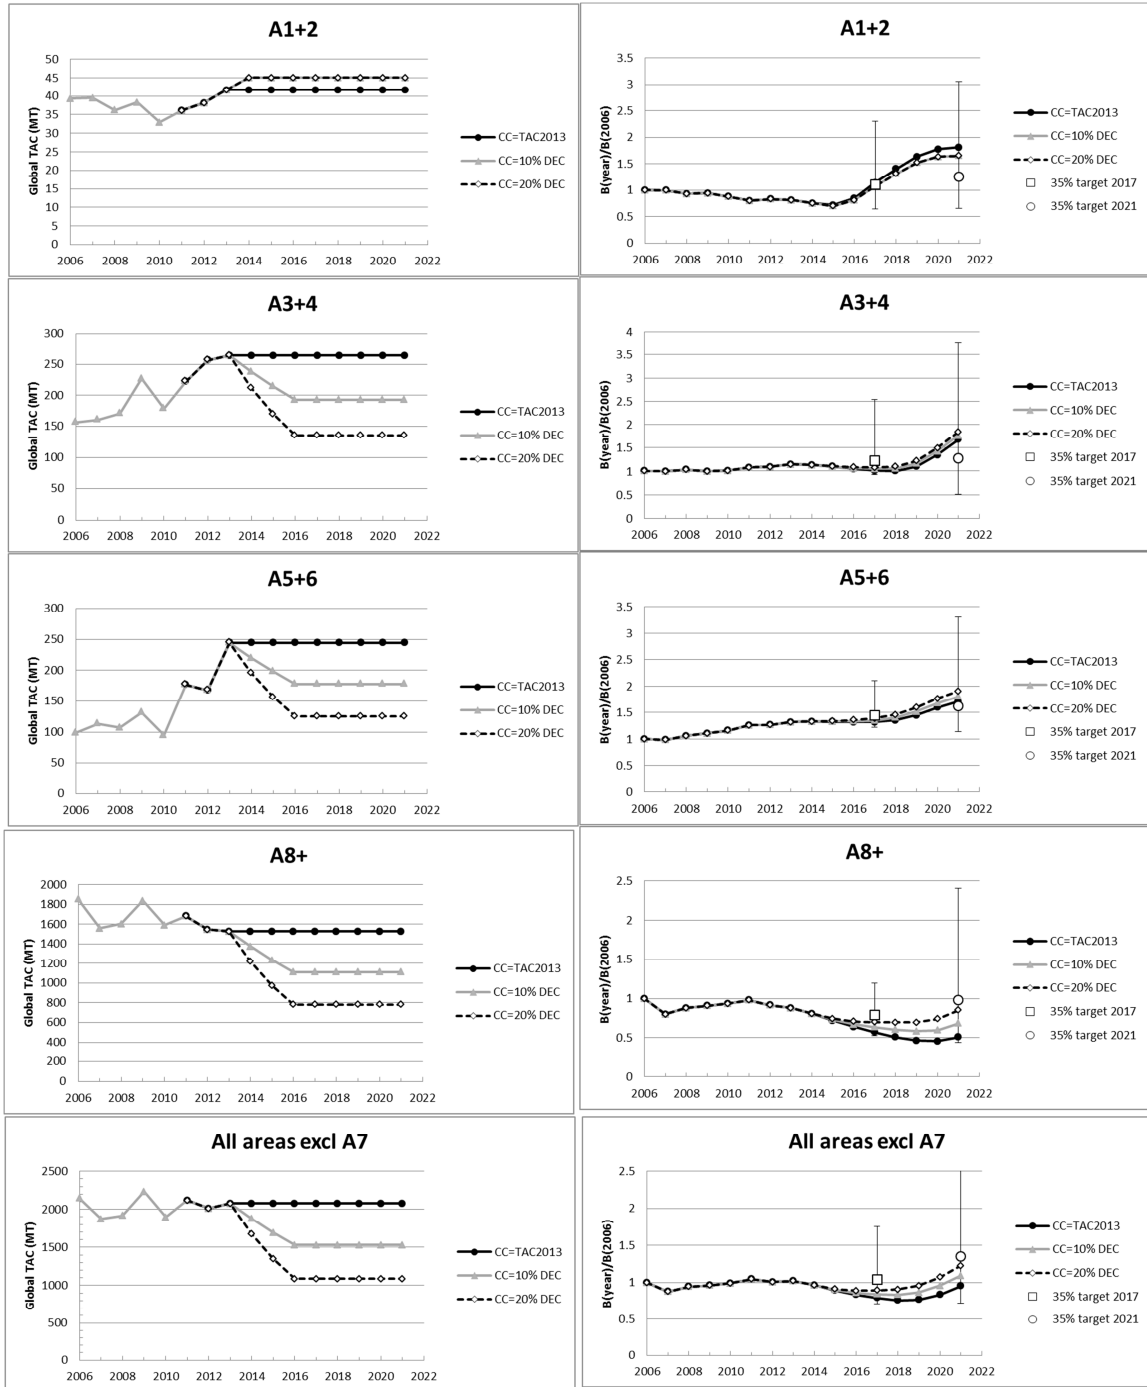 A1+2
Global TAC (MT)
50
45
40
35
30
25
20
15
10
5
0
2006 2008 2010 2012 2014 2016 2018 2020 2022
CC=TAC2013
CC=10% DEC
CC=20% DEC
A1+2
B(year)/B(2006)
3.5
3
2.5
2
1.5
1
0.5
0
2006 2008 2010 2012 2014 2016 2018 2020 2022
CC=TAC2013
CC=10% DEC
CC=20% DEC
35% target 2017
35% target 2021
A3+4
Global TAC (MT)
300
250
200
150
100
50
0
2006 2008 2010 2012 2014 2016 2018 2020 2022
CC=TAC2013
CC=10% DEC
CC=20% DEC
A3+4
B(year)/B(2006)
4
3.5
3
2.5
2
1.5
1
0.5
0
2006 2008 2010 2012 2014 2016 2018 2020 2022
CC=TAC2013
CC=10% DEC
CC=20% DEC
35% target 2017
35% target 2021
A5+6
Global TAC (MT)
300
250
200
150
100
50
0
2006 2008 2010 2012 2014 2016 2018 2020 2022
CC=TAC2013
CC=10% DEC
CC=20% DEC
A5+6
B(year)/B(2006)
3.5
3
2.5
2
1.5
1
0.5
0
2006 2008 2010 2012 2014 2016 2018 2020 2022
CC=TAC2013
CC=10% DEC
CC=20% DEC
35% target 2017
35% target 2021
A8+
Global TAC (MT)
2000
1800
1600
1400
1200
1000
800
600
400
200
0
2006 2008 2010 2012 2014 2016 2018 2020 2022
CC=TAC2013
CC=10% DEC
CC=20% DEC
A8+
B(year)/B(2006)
2.5
2
1.5
1
0.5
0
2006 2008 2010 2012 2014 2016 2018 2020 2022
CC=TAC2013
CC=10% DEC
CC=20% DEC
35% target 2017
35% target 2021
All areas excl A7
Global TAC (MT)
2500
2000
1500
1000
500
0
2006 2008 2010 2012 2014 2016 2018 2020 2022
CC=TAC2013
CC=10% DEC
CC=20% DEC
All areas excl A7
B(year)/B(2006)
2.5
2
1.5
1
0.5
0
2006 2008 2010 2012 2014 2016 2018 2020 2022
CC=TAC2013
CC=10% DEC
CC=20% DEC
35% target 2017
35% target 2021